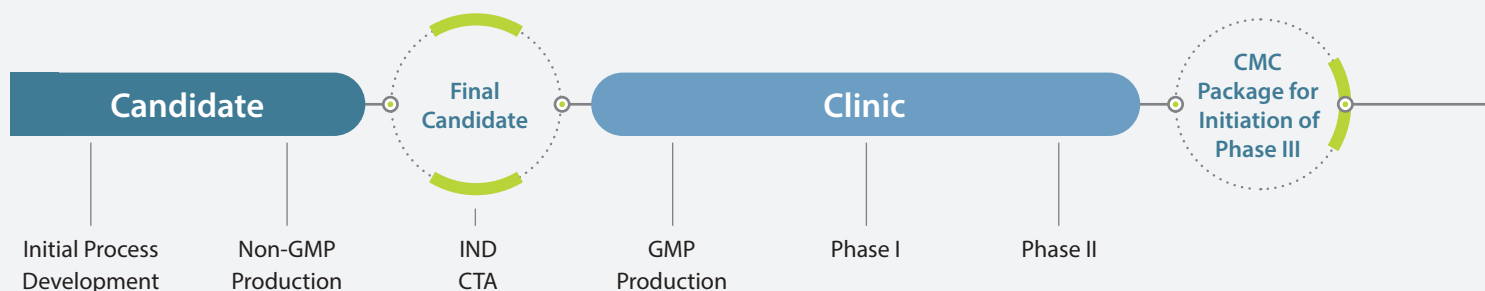 Candidate
Final
Candidate
Clinic
CMC
Package for
Initiation of
Phase III
Initial Process
Development
Non-GMP
Production
IND
CTA
GMP
Production
Phase I
Phase II